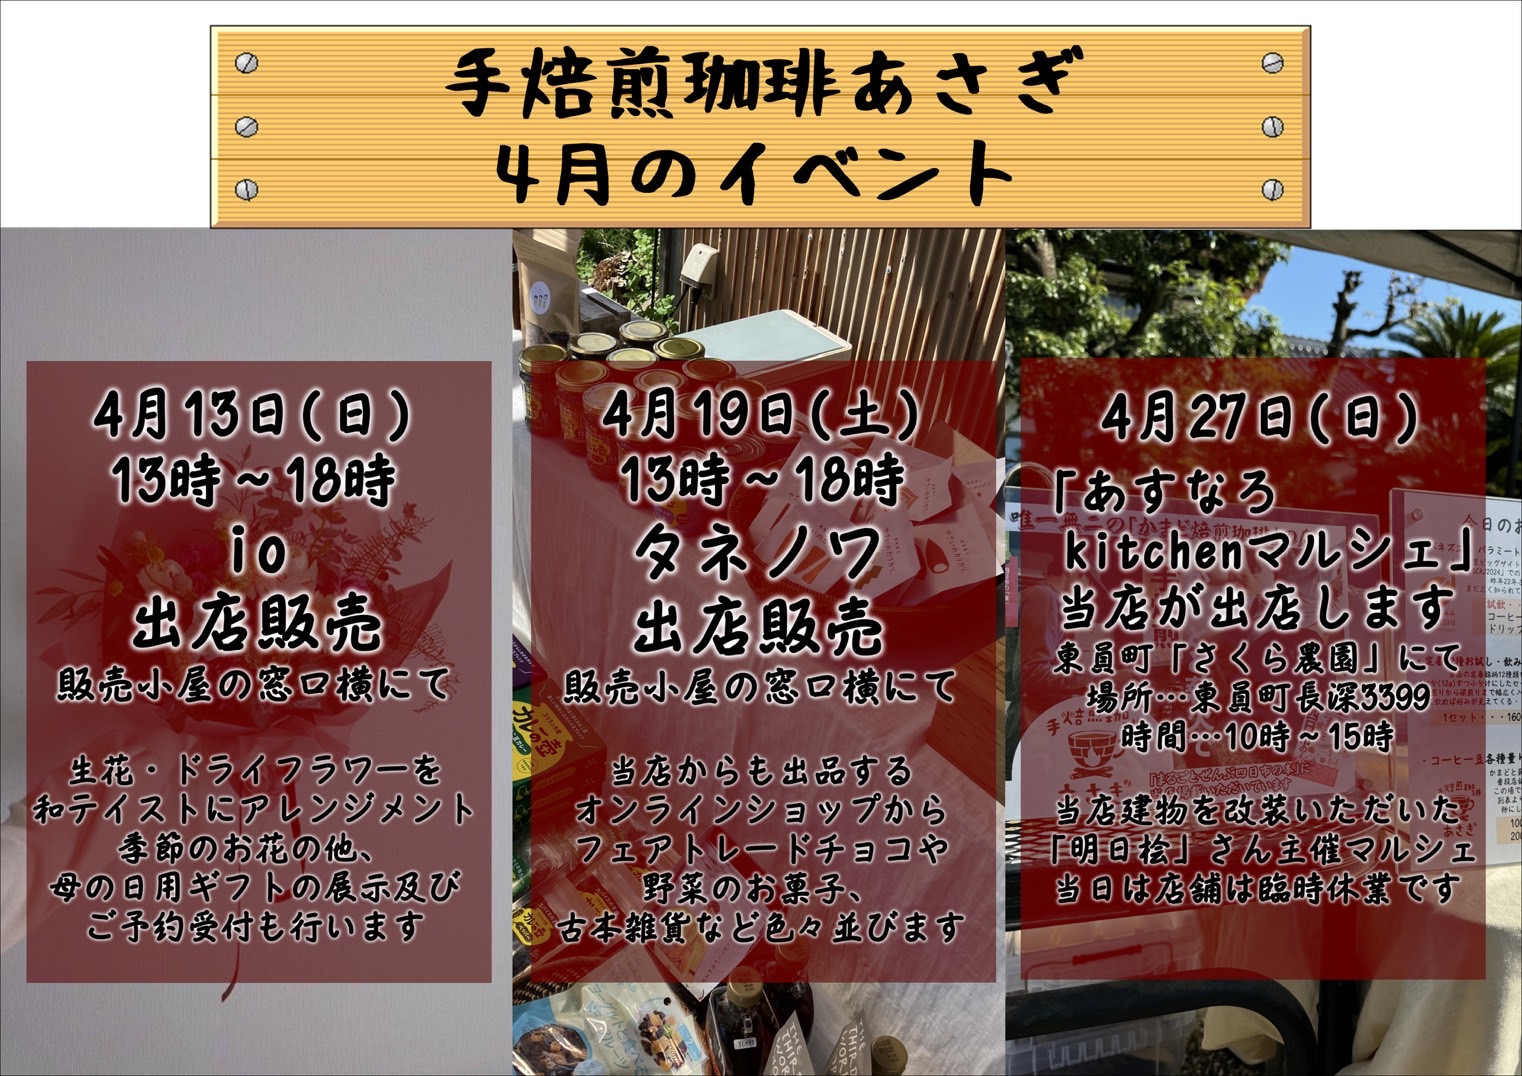 手焙煎珈琲あさぎ
4月のイベント
4月13日(日)
13時~18時
io
出店販売
販売小屋の窓口横にて
生花・ドライフラワーを
和テイストにアレンジメント
季節のお花の他、
母の日用ギフトの展示及び
ご予約受付も行います
4月19日(土)
13時~18時
タネノワ
出店販売
販売小屋の窓口横にて
当店からも出品する
オンラインショップから
フェアトレードチョコや
野菜のお菓子、
古本雑貨など色々並びます
4月27日(日)
「あすなろ
kitchenマルシェ」
当店が出店します
東員町「さくら農園」にて
場所…東員町長深3399
時間…10時~15時
当店建物を改装いただいた
「明日桧」さん主催マルシェ
当日は店舗は臨時休業です
カレーの壺